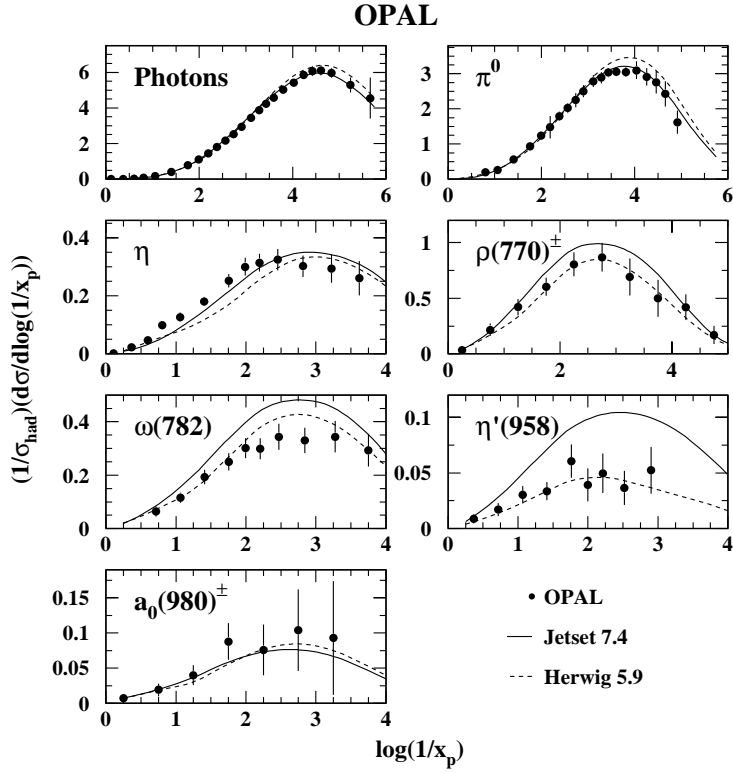 OPAL
Photons
π⁰
6
4
2
0
3
2
1
0
0 2 4 6
0 2 4 6
η
ρ(770)±
0.4
0.2
0
1
0.5
0
0 1 2 3 4
0 2 4
ω(782)
η'(958)
0.4
0.2
0
0.1
0.05
0
0 1 2 3 4
0 1 2 3 4
a₀(980)±
0.15
0.1
0.05
0
0 1 2 3 4
(1/σ_had)(dσ/dlog(1/x_p))
log(1/x_p)
OPAL
Jetset 7.4
Herwig 5.9